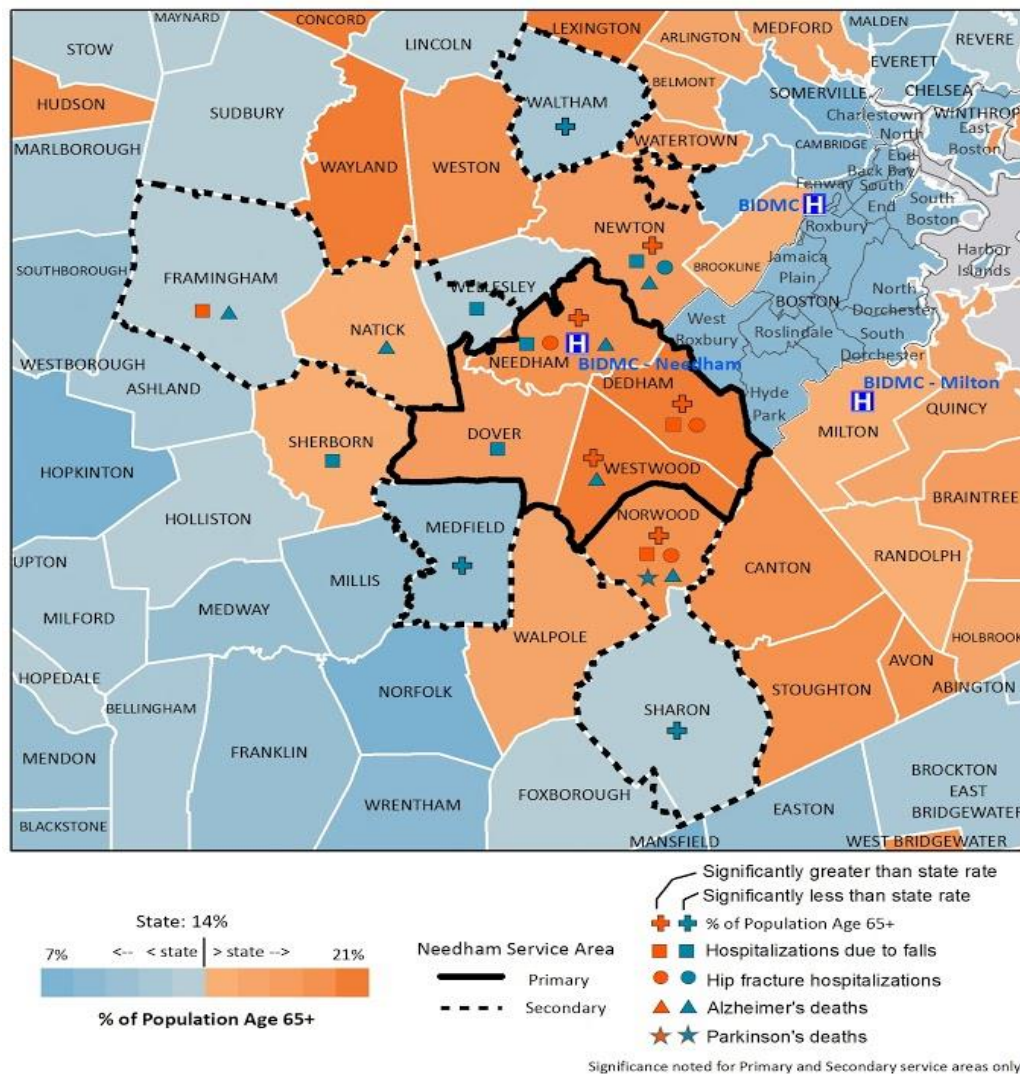 MAYNARD
CONCORD
LEXINGTON
MEDFORD
MALDEN
STOW
LINCOLN
ARLINGTON
REVERE
EVERETT
BELMONT
HUDSON
SUDBURY
WALTHAM
SOMERVILLE
CHELSEA
Charlestown
WINTHROP
MARLBOROUGH
WAYLAND
WESTON
WATERTOWN
North
End
East
Boston
CAMBRIDGE
Back Bay
Fenway
South
End
BIDMC
H
South
Boston
NEWTON
Roxbury
SOUTHBOROUGH
FRAMINGHAM
WELLESLEY
BROOKLINE
Jamaica
Plain
Harbor
Islands
BOSTON
North
Dorchester
NATICK
West
Roxbury
Roslindale
South
Dorchester
WESTBOROUGH
NEEDHAM
H
BIDMC - Needham
ASHLAND
DEDHAM
Hyde
Park
BIDMC - Milton
H
QUINCY
SHERBORN
DOVER
MILTON
HOPKINTON
WESTWOOD
BRAINTREE
HOLLISTON
MEDFIELD
NORWOOD
UPTON
MILLIS
CANTON
RANDOLPH
MILFORD
MEDWAY
WALPOLE
HOLBROOK
HOPEDALE
NORFOLK
AVON
STOUGHTON
ABINGTON
BELLINGHAM
SHARON
MENDON
FRANKLIN
BROCKTON
EAST
BRIDGEWATER
FOXBOROUGH
WRENTHAM
EASTON
BLACKSTONE
MANSFIELD
WEST BRIDGEWATER
State: 14%
7% <-- < state > state --> 21%
% of Population Age 65+
Needham Service Area
Primary
Secondary
Significantly greater than state rate
Significantly less than state rate
% of Population Age 65+
Hospitalizations due to falls
Hip fracture hospitalizations
Alzheimer's deaths
Parkinson's deaths
Significance noted for Primary and Secondary service areas only